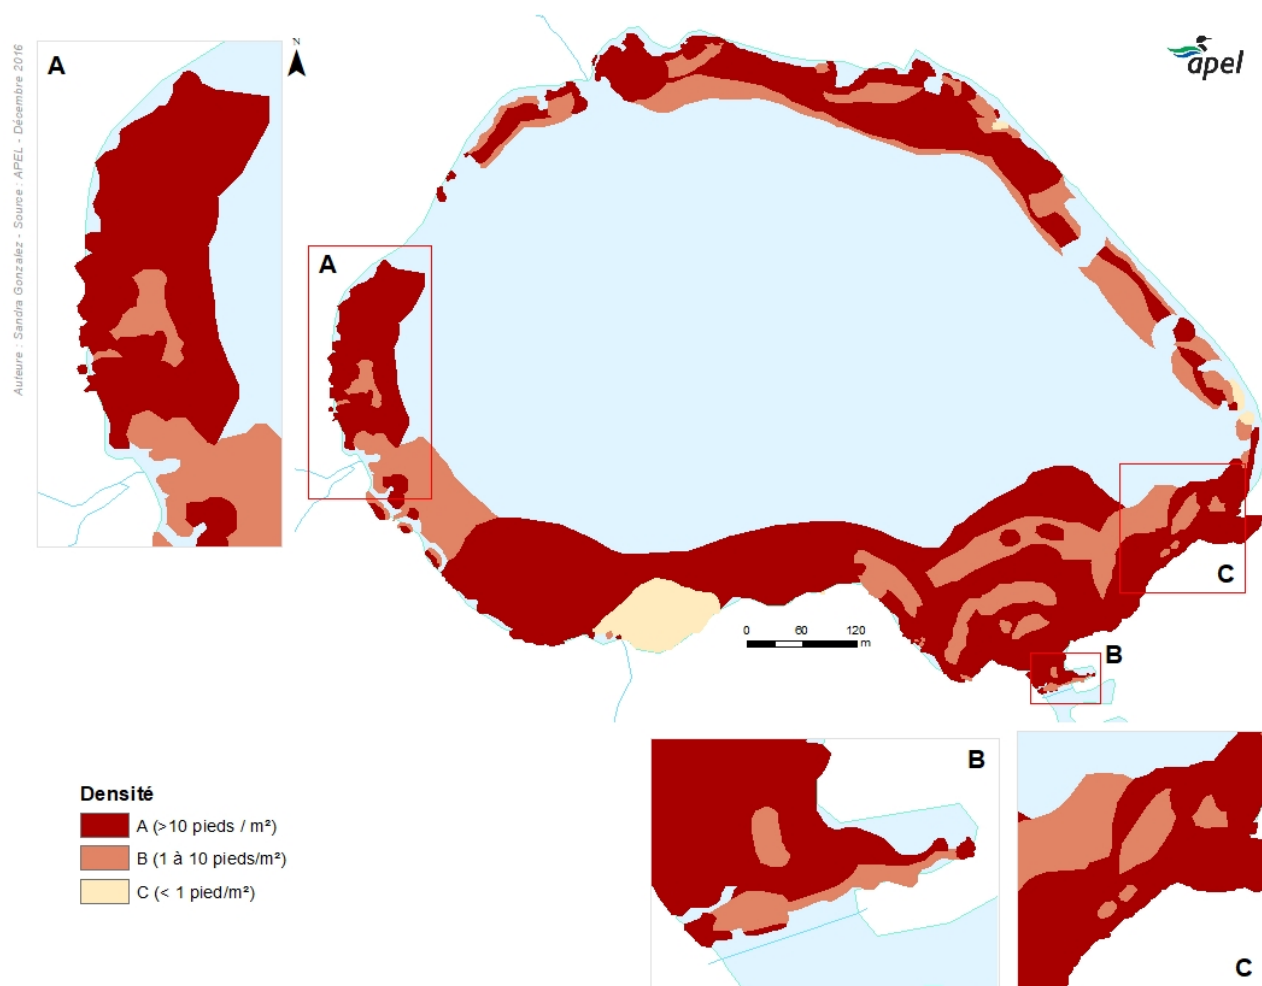 Auteure : Sandra Gonzalez - Source : APEL - Décembre 2016
A
N
apel
A
C
0 60 120
m
B
B
C
Densité
A (>10 pieds / m²)
B (1 à 10 pieds/m²)
C (< 1 pied/m²)